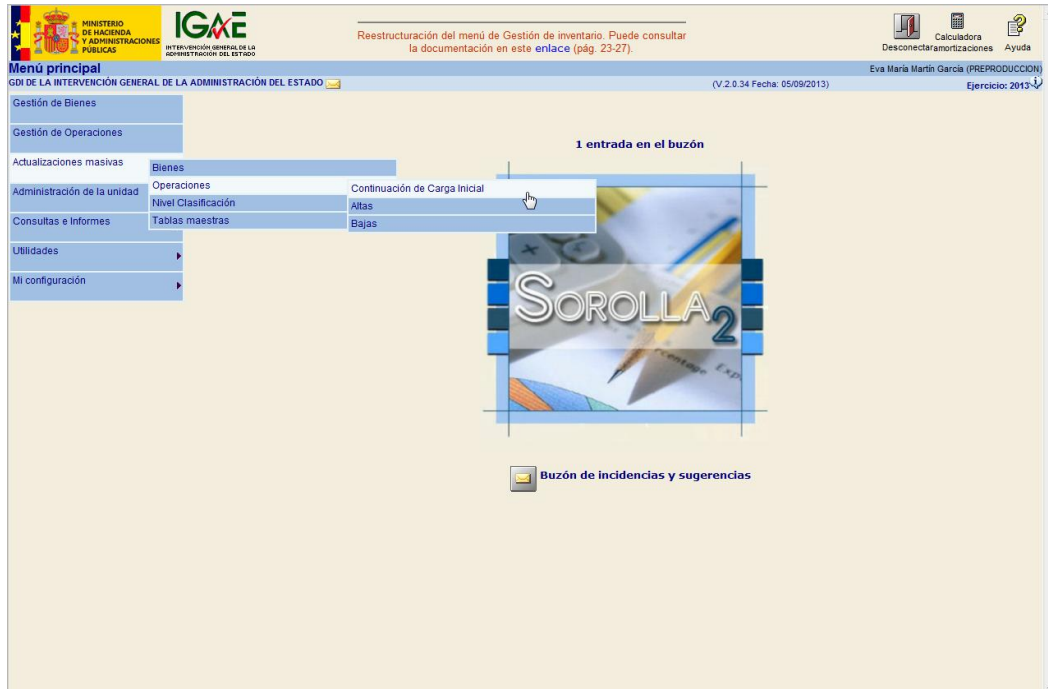 MINISTERIO
DE HACIENDA
Y ADMINISTRACIONES
PÚBLICAS
IGAE
INTERVENCIÓN GENERAL DE LA
ADMINISTRACIÓN DEL ESTADO
Reestructuración del menú de Gestión de inventario. Puede consultar
la documentación en este enlace (pág. 23-27).
Desconectar
Calculadora
amortizaciones
Ayuda
Menú principal
Eva María Martín García (PREPRODUCCION)
GDI DE LA INTERVENCIÓN GENERAL DE LA ADMINISTRACIÓN DEL ESTADO
(V.2.0.34 Fecha: 05/09/2013)
Ejercicio: 2013
Gestión de Bienes
Gestión de Operaciones
Actualizaciones masivas
Administración de la unidad
Consultas e Informes
Utilidades
Mi configuración
Bienes
Operaciones
Nivel Clasificación
Tablas maestras
Continuación de Carga Inicial
Altas
Bajas
1 entrada en el buzón
SOROLLA2
Buzón de incidencias y sugerencias